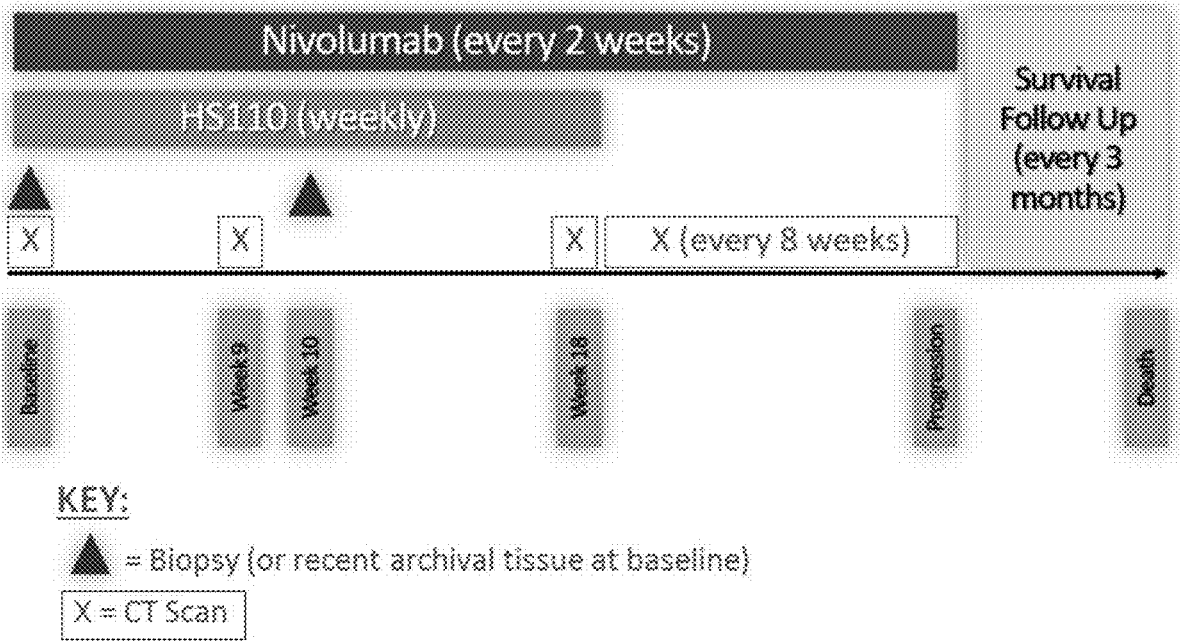 Nivolumab (every 2 weeks)
HS110 (weekly)
Survival
Follow Up
(every 3
months)
X
X
X
X (every 8 weeks)
Baseline
Week 9
Week 10
Week 18
Progression
Death
KEY:
= Biopsy (or recent archival tissue at baseline)
X = CT Scan